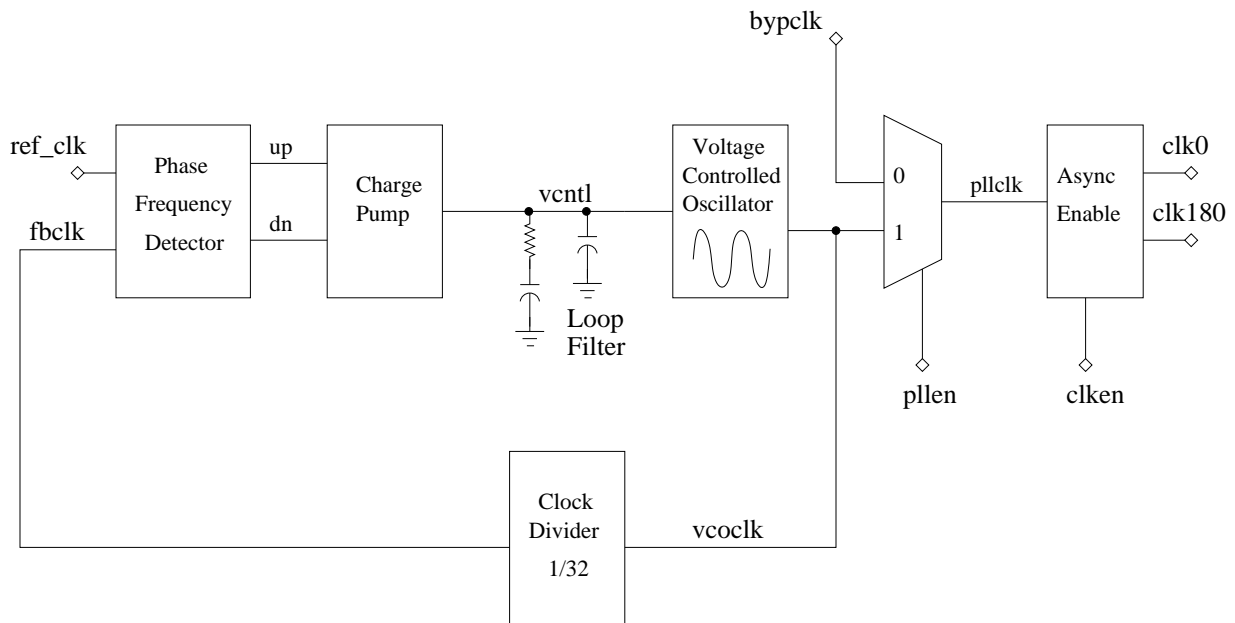 bypclk
ref_clk
Phase
Frequency
Detector
up
dn
fbclk
Charge
Pump
vcntl
Loop
Filter
Voltage
Controlled
Oscillator
0
1
pllclk
Async
Enable
clk0
clk180
pllen
clken
Clock
Divider
1/32
vcoclk